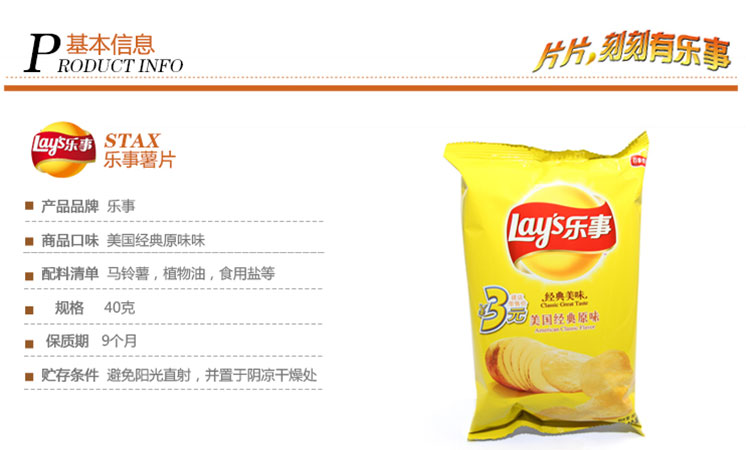 P 基本信息
RODUCT INFO
片片,刻刻有乐事
Lay's乐事
STAX
乐事薯片
产品品牌 乐事
商品口味 美国经典原味味
配料清单 马铃薯，植物油，食用盐等
规格 40克
保质期 9个月
贮存条件 避免阳光直射，并置于阴凉干燥处
Lay's乐事
经典美味
Classic Great Taste
3元
美国经典原味
American Classic Flavor